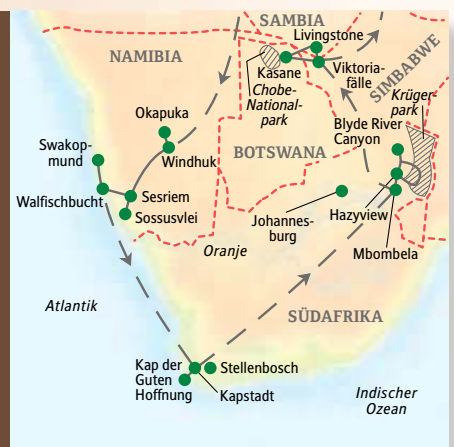 SAMBIA
Livingstone
NAMIBIA
Kasane
Viktoria-
fälle
SIMBABWE
Chobe-
National-
park
Krüger-
park
Okapuka
Blyde River
Canyon
Swakop-
mund
Windhuk
BOTSWANA
Walfischbucht
Sesriem
Sossusvlei
Johannes-
burg
Hazyview
Mbombela
Oranje
Atlantik
SÜDAFRIKA
Kap der
Guten
Hoffnung
Stellenbosch
Kapstadt
Indischer
Ozean